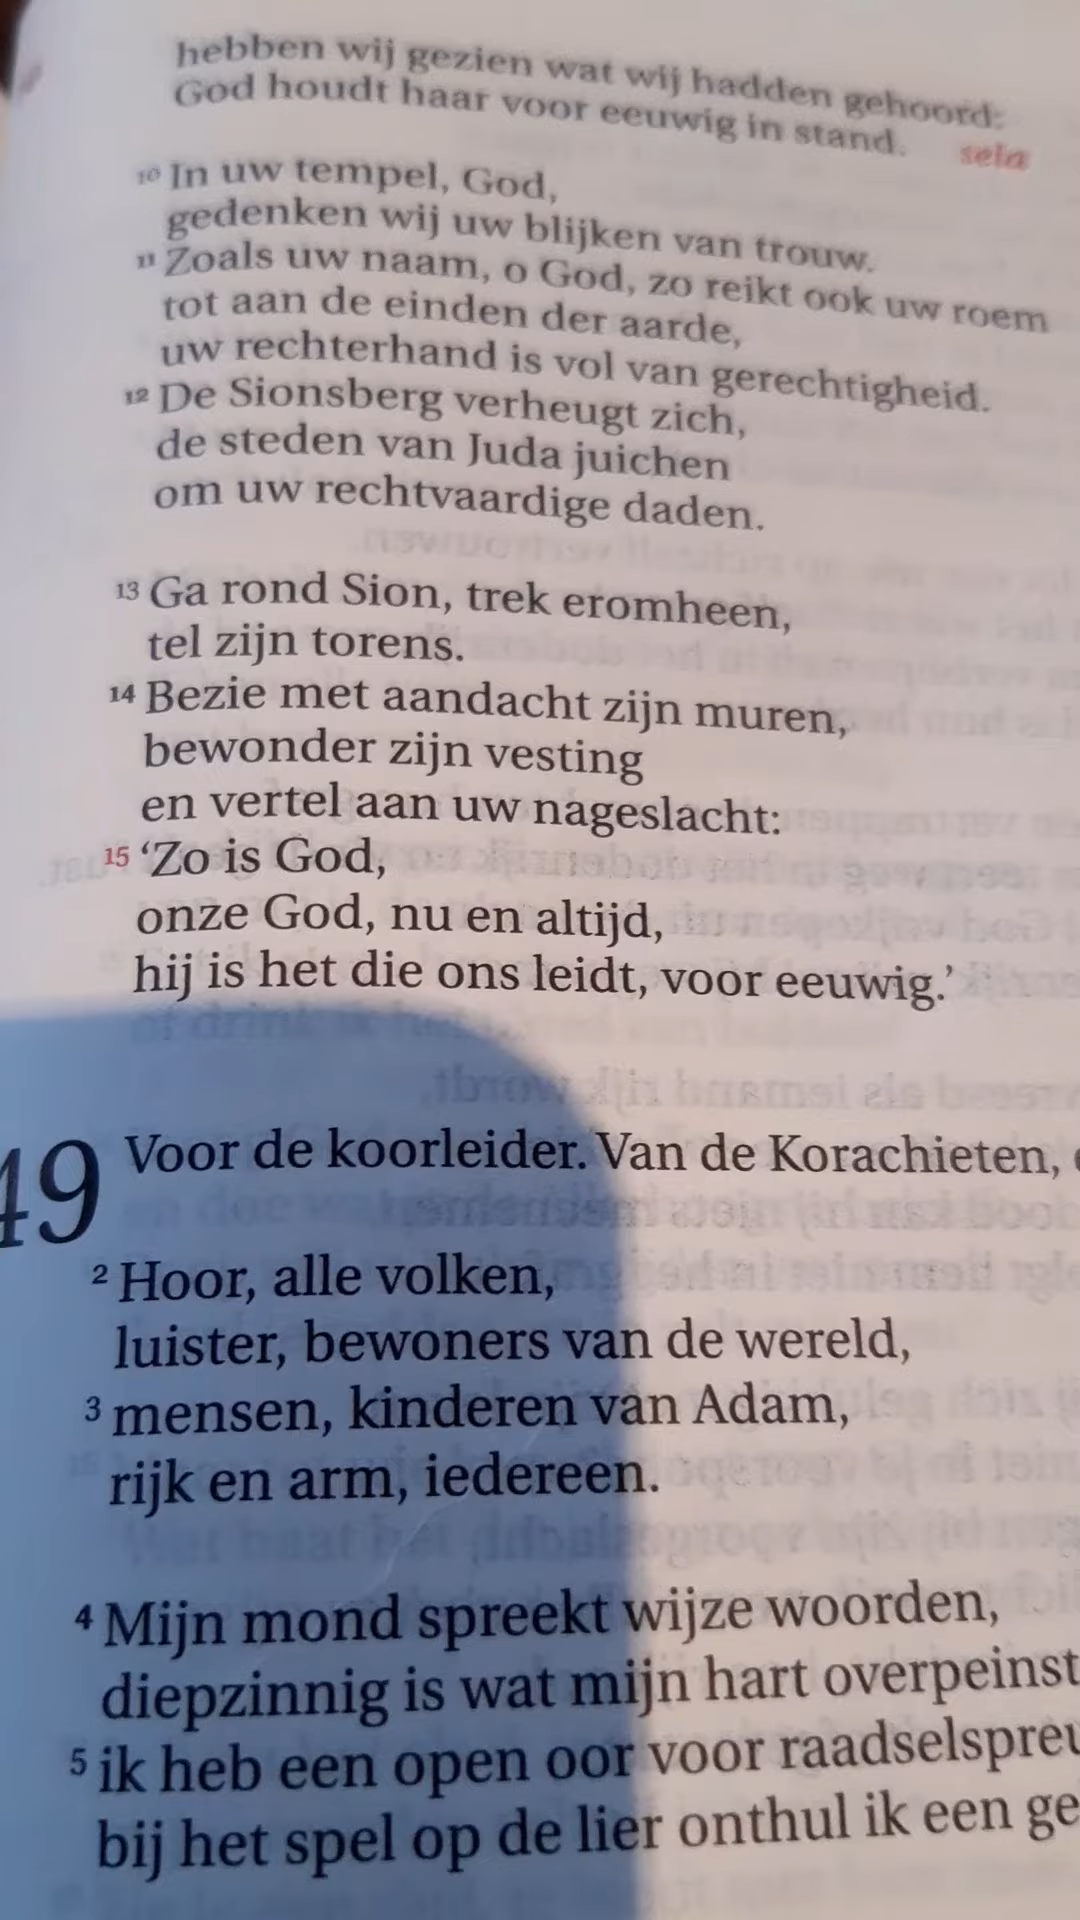 hebben wij gezien wat wij hadden gehoord:
God houdt haar voor eeuwig in stand. sela
10 In uw tempel, God,
gedenken wij uw blijken van trouw.
11 Zoals uw naam, o God, zo reikt ook uw roem
tot aan de einden der aarde,
uw rechterhand is vol van gerechtigheid.
12 De Sionsberg verheugt zich,
de steden van Juda juichen
om uw rechtvaardige daden.
13 Ga rond Sion, trek eromheen,
tel zijn torens.
14 Bezie met aandacht zijn muren,
bewonder zijn vesting
en vertel aan uw nageslacht:
15 ‘Zo is God,
onze God, nu en altijd,
hij is het die ons leidt, voor eeuwig.’
49 Voor de koorleider. Van de Korachieten,
2 Hoor, alle volken,
luister, bewoners van de wereld,
3 mensen, kinderen van Adam,
rijk en arm, iedereen.
4 Mijn mond spreekt wijze woorden,
diepzinnig is wat mijn hart overpeinst
5 ik heb een open oor voor raadselspreu
bij het spel op de lier onthul ik een ge